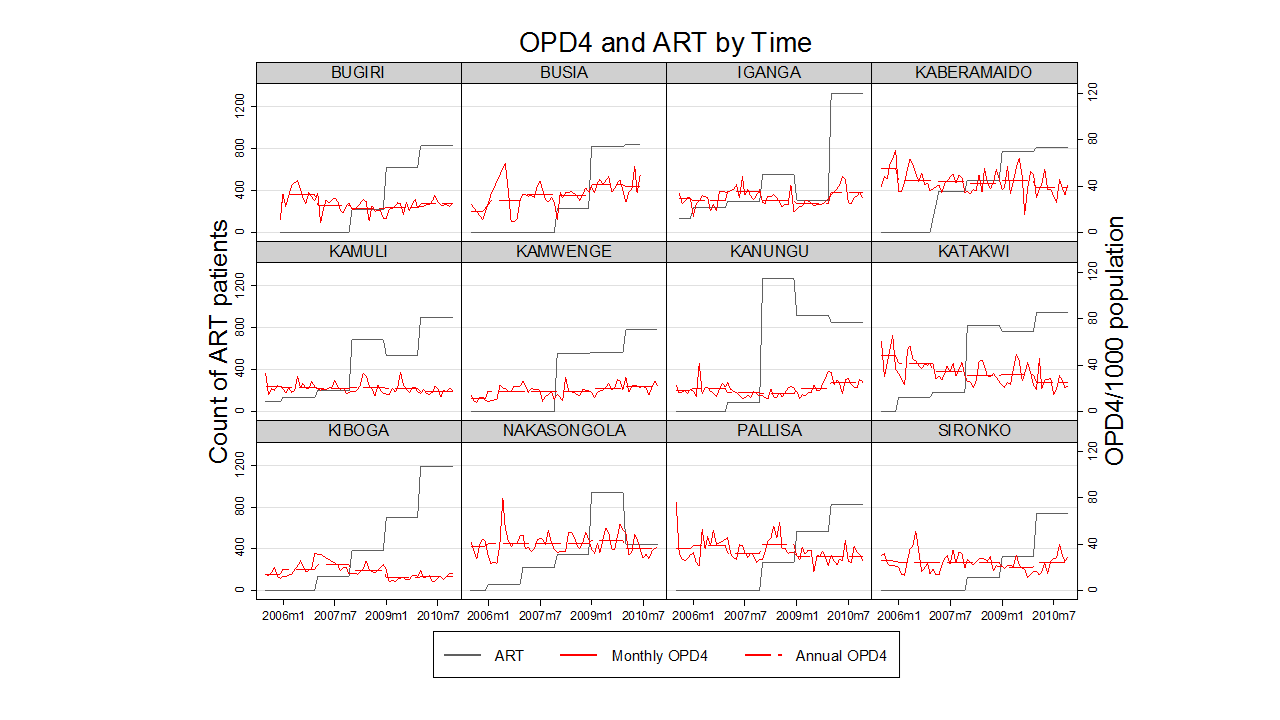 OPD4 and ART by Time
BUGIRI BUSIA IGANGA KABERAMAIDO
0 400 800 1200
0 40 80 120
KAMULI KAMWENGE KANUNGU KATAKWI
0 400 800 1200
0 40 80 120
KIBOGA NAKASONGOLA PALLISA SIRONKO
0 400 800 1200
0 40 80 120
Count of ART patients
OPD4/1000 population
2006m1 2007m7 2009m1 2010m7 2006m1 2007m7 2009m1 2010m7 2006m1 2007m7 2009m1 2010m7 2006m1 2007m7 2009m1 2010m7
ART Monthly OPD4 Annual OPD4